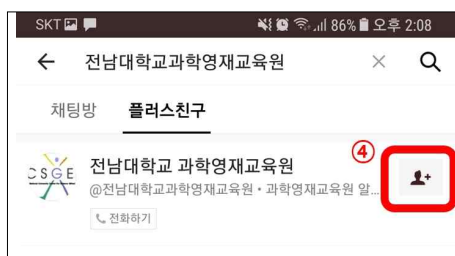 SKT 86% 오후 2:08
전남대학교과학영재교육원
채팅방 플러스친구
④
CSGE 전남대학교 과학영재교육원
@전남대학교과학영재교육원 • 과학영재교육원 알...
전화하기